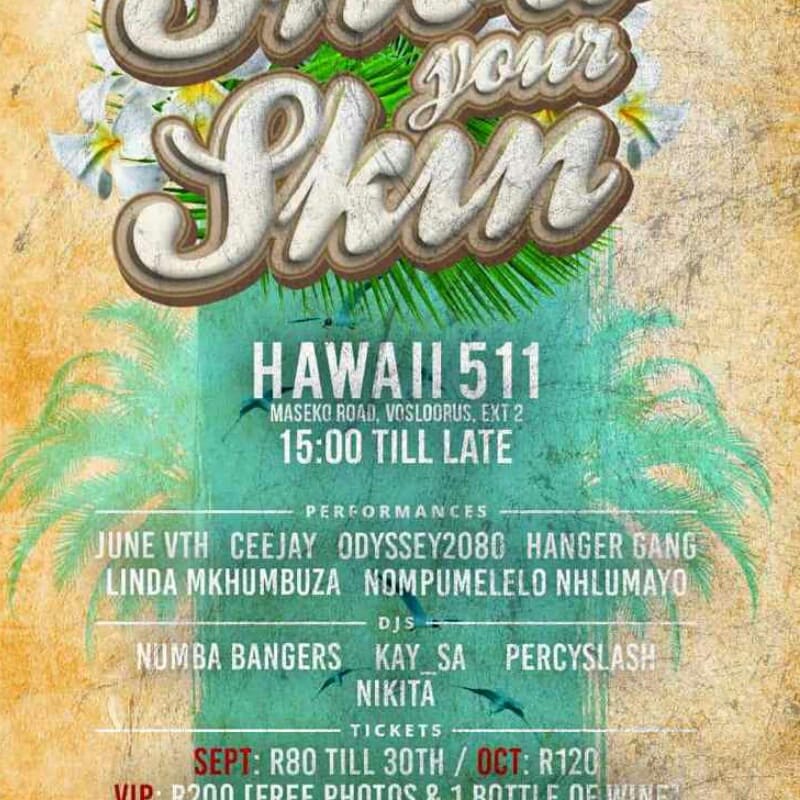 your
Skin
HAWAII 511
MASEKO ROAD, VOSLOORUS, EXT 2
15:00 TILL LATE
PERFORMANCES
JUNE VTH CEEJAY ODYSSEY2080 HANGER GANG
LINDA MKHUMBUZA NOMPUMELELO NHLUMAYO
DJS
NUMBA BANGERS KAY_SA PERCYSLASH
NIKITA
TICKETS
SEPT: R80 TILL 30TH / OCT: R120
VIP: R200 [FREE PHOTOS & 1 BOTTLE OF WINE]